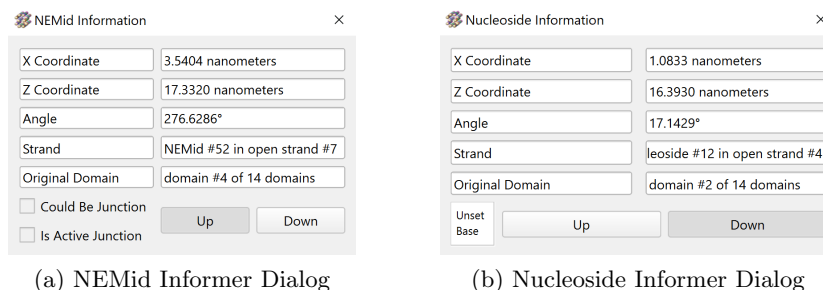 NEMid Information
X Coordinate 3.5404 nanometers
Z Coordinate 17.3320 nanometers
Angle 276.6286°
Strand NEMid #52 in open strand #7
Original Domain domain #4 of 14 domains
Could Be Junction
Is Active Junction
Up Down
(a) NEMid Informer Dialog
Nucleoside Information
X Coordinate 1.0833 nanometers
Z Coordinate 16.3930 nanometers
Angle 17.1429°
Strand leoside #12 in open strand #4
Original Domain domain #2 of 14 domains
Unset
Base
Up Down
(b) Nucleoside Informer Dialog